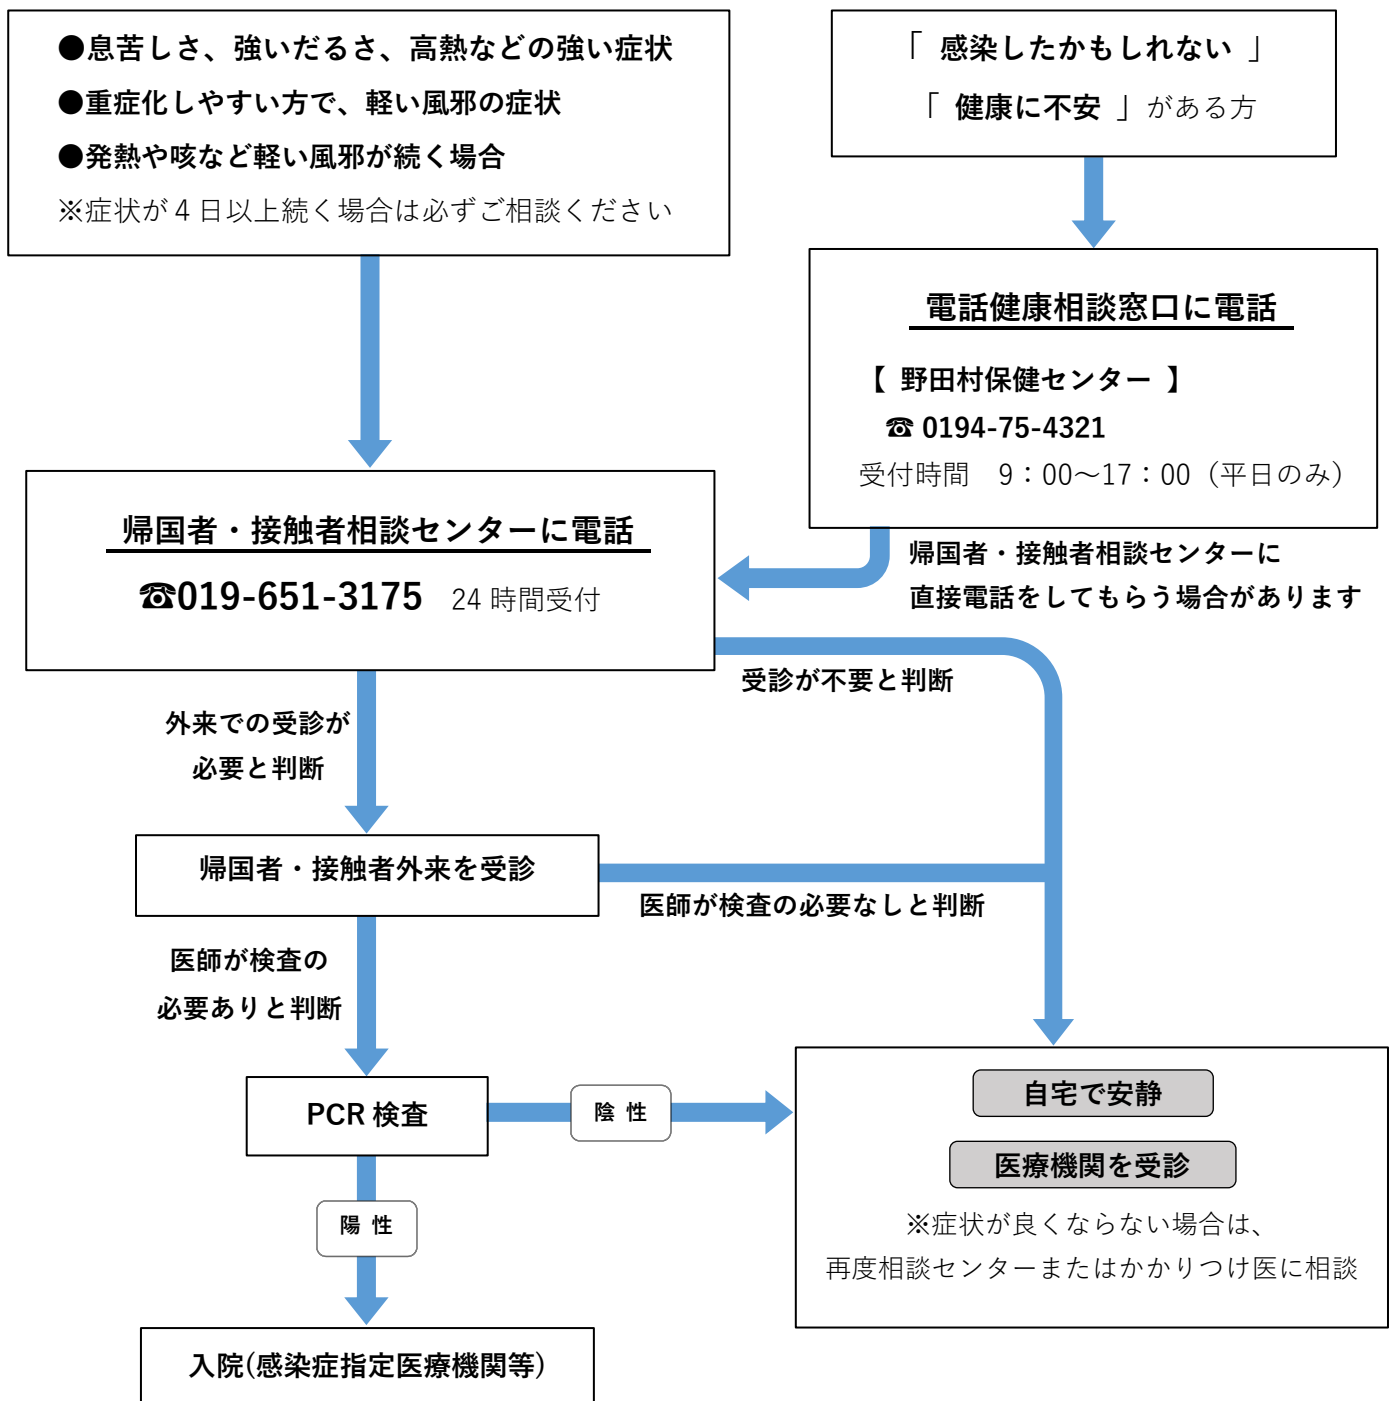 ●息苦しさ、強いだるさ、高熱などの強い症状
●重症化しやすい方で、軽い風邪の症状
●発熱や咳など軽い風邪が続く場合
※症状が４日以上続く場合は必ずご相談ください
「 感染したかもしれない 」
「 健康に不安 」がある方
電話健康相談窓口に電話
【 野田村保健センター 】
☎ 0194-75-4321
受付時間　9：00～17：00（平日のみ）
帰国者・接触者相談センターに電話
☎019-651-3175　24 時間受付
帰国者・接触者相談センターに
直接電話をしてもらう場合があります
受診が不要と判断
外来での受診が
必要と判断
帰国者・接触者外来を受診
医師が検査の必要なしと判断
医師が検査の
必要ありと判断
PCR 検査
陰 性
陽 性
自宅で安静
医療機関を受診
※症状が良くならない場合は、
再度相談センターまたはかかりつけ医に相談
入院(感染症指定医療機関等)